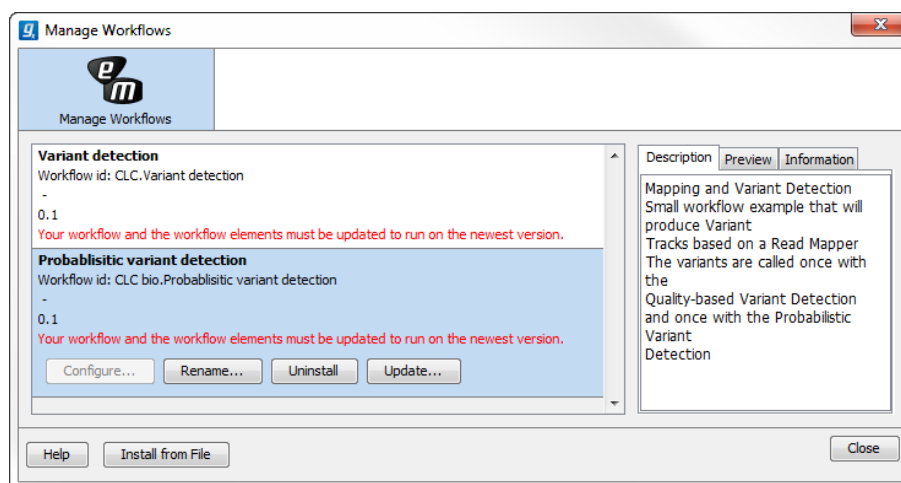 Manage Workflows
Manage Workflows
Variant detection
Workflow id: CLC.Variant detection
-
0.1
Your workflow and the workflow elements must be updated to run on the newest version.
Probablisitic variant detection
Workflow id: CLC bio.Probablisitic variant detection
-
0.1
Your workflow and the workflow elements must be updated to run on the newest version.
Configure... Rename... Uninstall Update...
Description Preview Information
Mapping and Variant Detection
Small workflow example that will
produce Variant
Tracks based on a Read Mapper
The variants are called once with
the
Quality-based Variant Detection
and once with the Probabilistic
Variant
Detection
Help Install from File Close